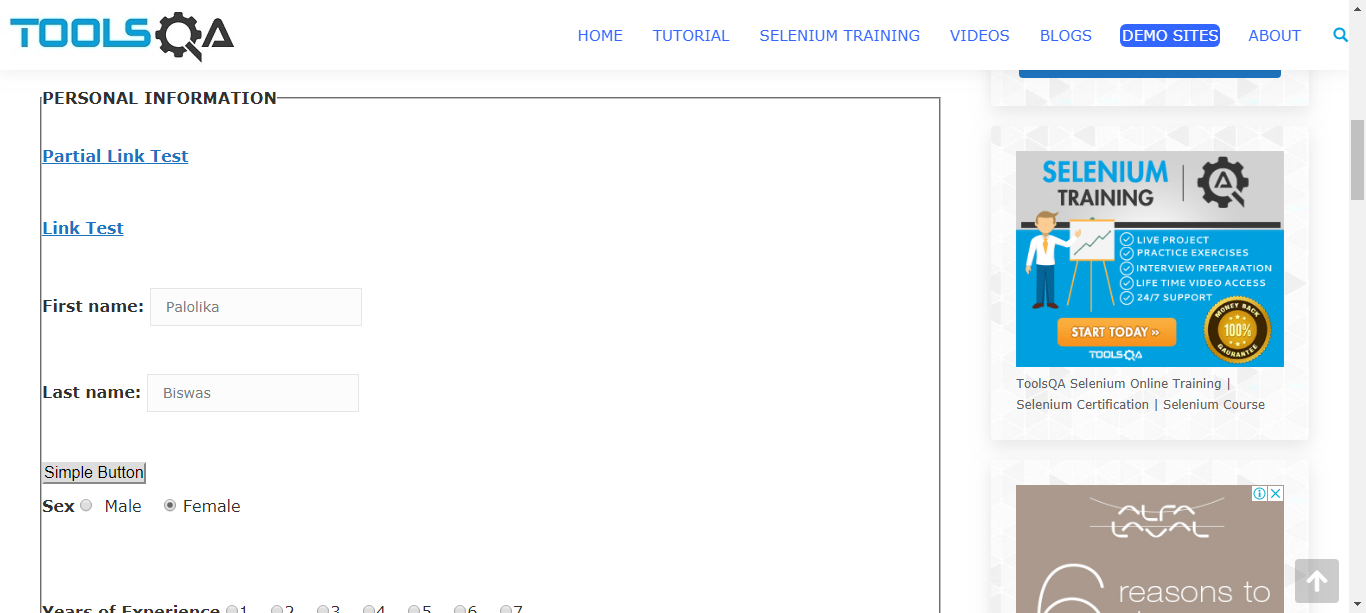 TOOLSQA
HOME TUTORIAL SELENIUM TRAINING VIDEOS BLOGS DEMO SITES ABOUT
PERSONAL INFORMATION
Partial Link Test
Link Test
First name: Palolika
Last name: Biswas
Simple Button
Sex Male Female
Years of Experience 1 2 3 4 5 6 7
SELENIUM
TRAINING
LIVE PROJECT
PRACTICE EXERCISES
INTERVIEW PREPARATION
LIFE TIME VIDEO ACCESS
24/7 SUPPORT
START TODAY »
TOOLSQA
MONEY BACK
100%
GAURANTEE
ToolsQA Selenium Online Training |
Selenium Certification | Selenium Course
ALFA
LAVAL
6 reasons to